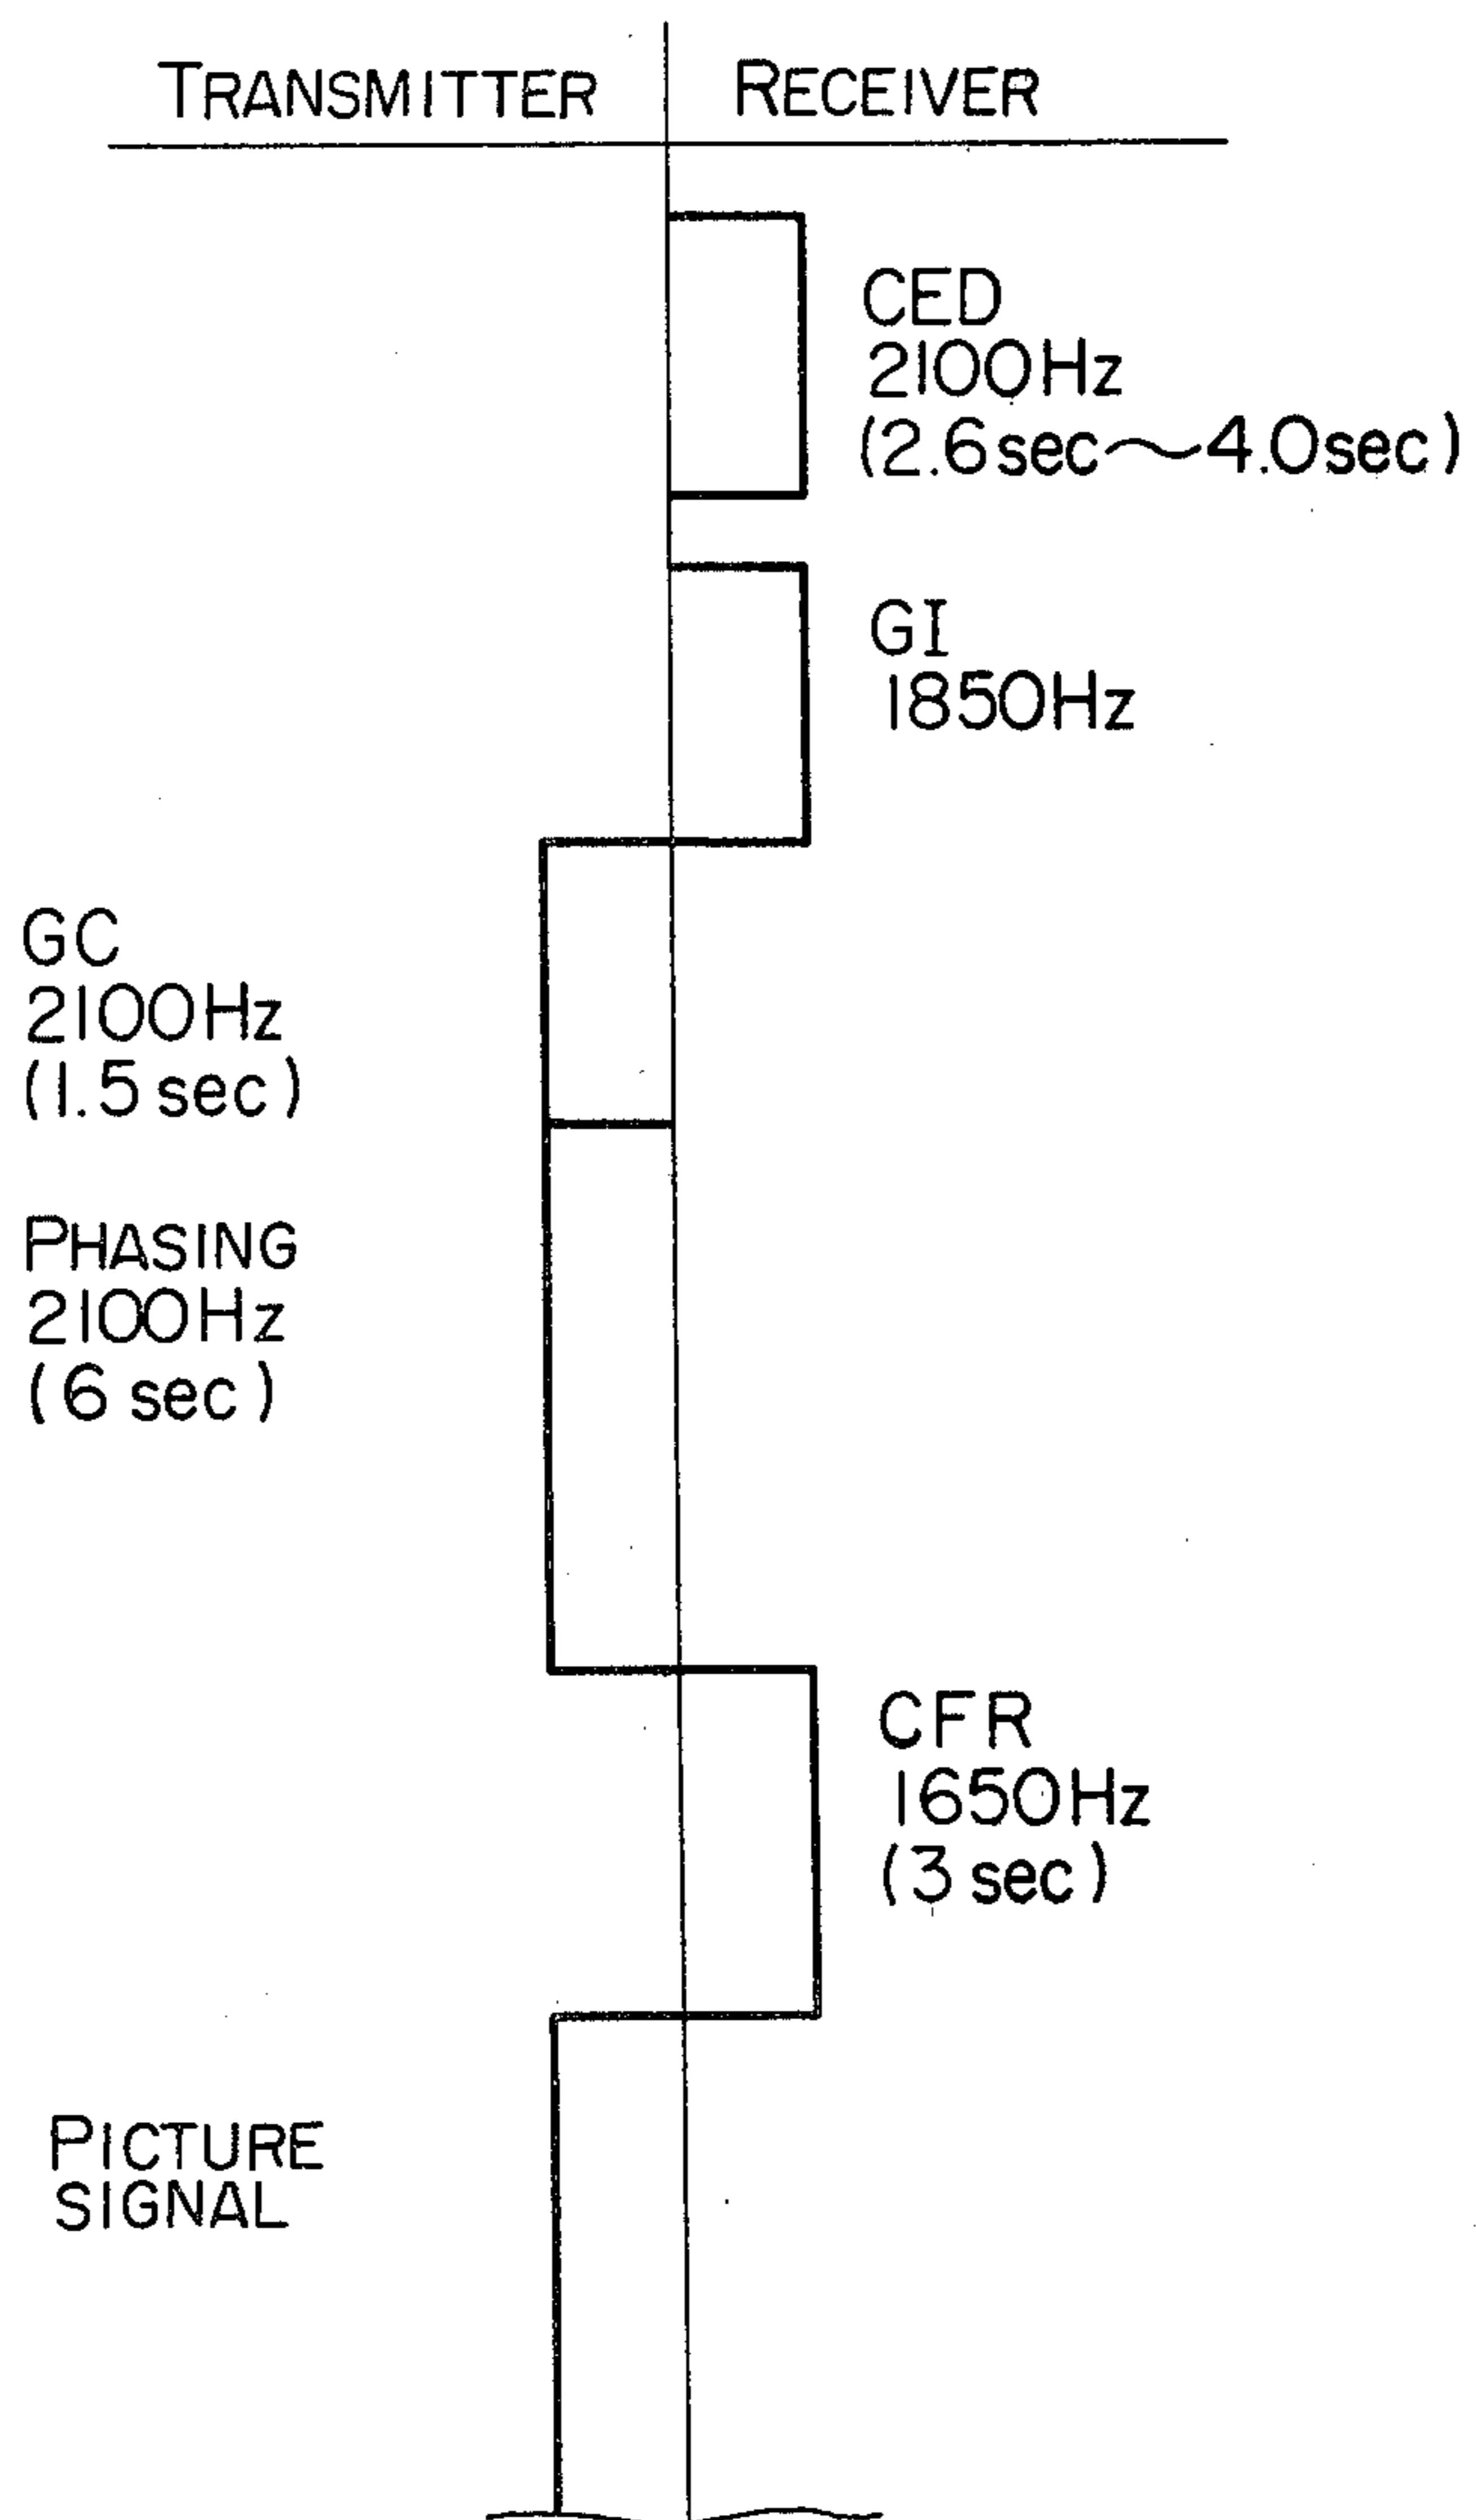 TRANSMITTER RECEIVER
CED
2100Hz
(2.6sec~4.0sec)
GI
1850Hz
GC
2100Hz
(1.5 sec)
PHASING
2100Hz
(6 sec)
CFR
1650Hz
(3 sec)
PICTURE
SIGNAL